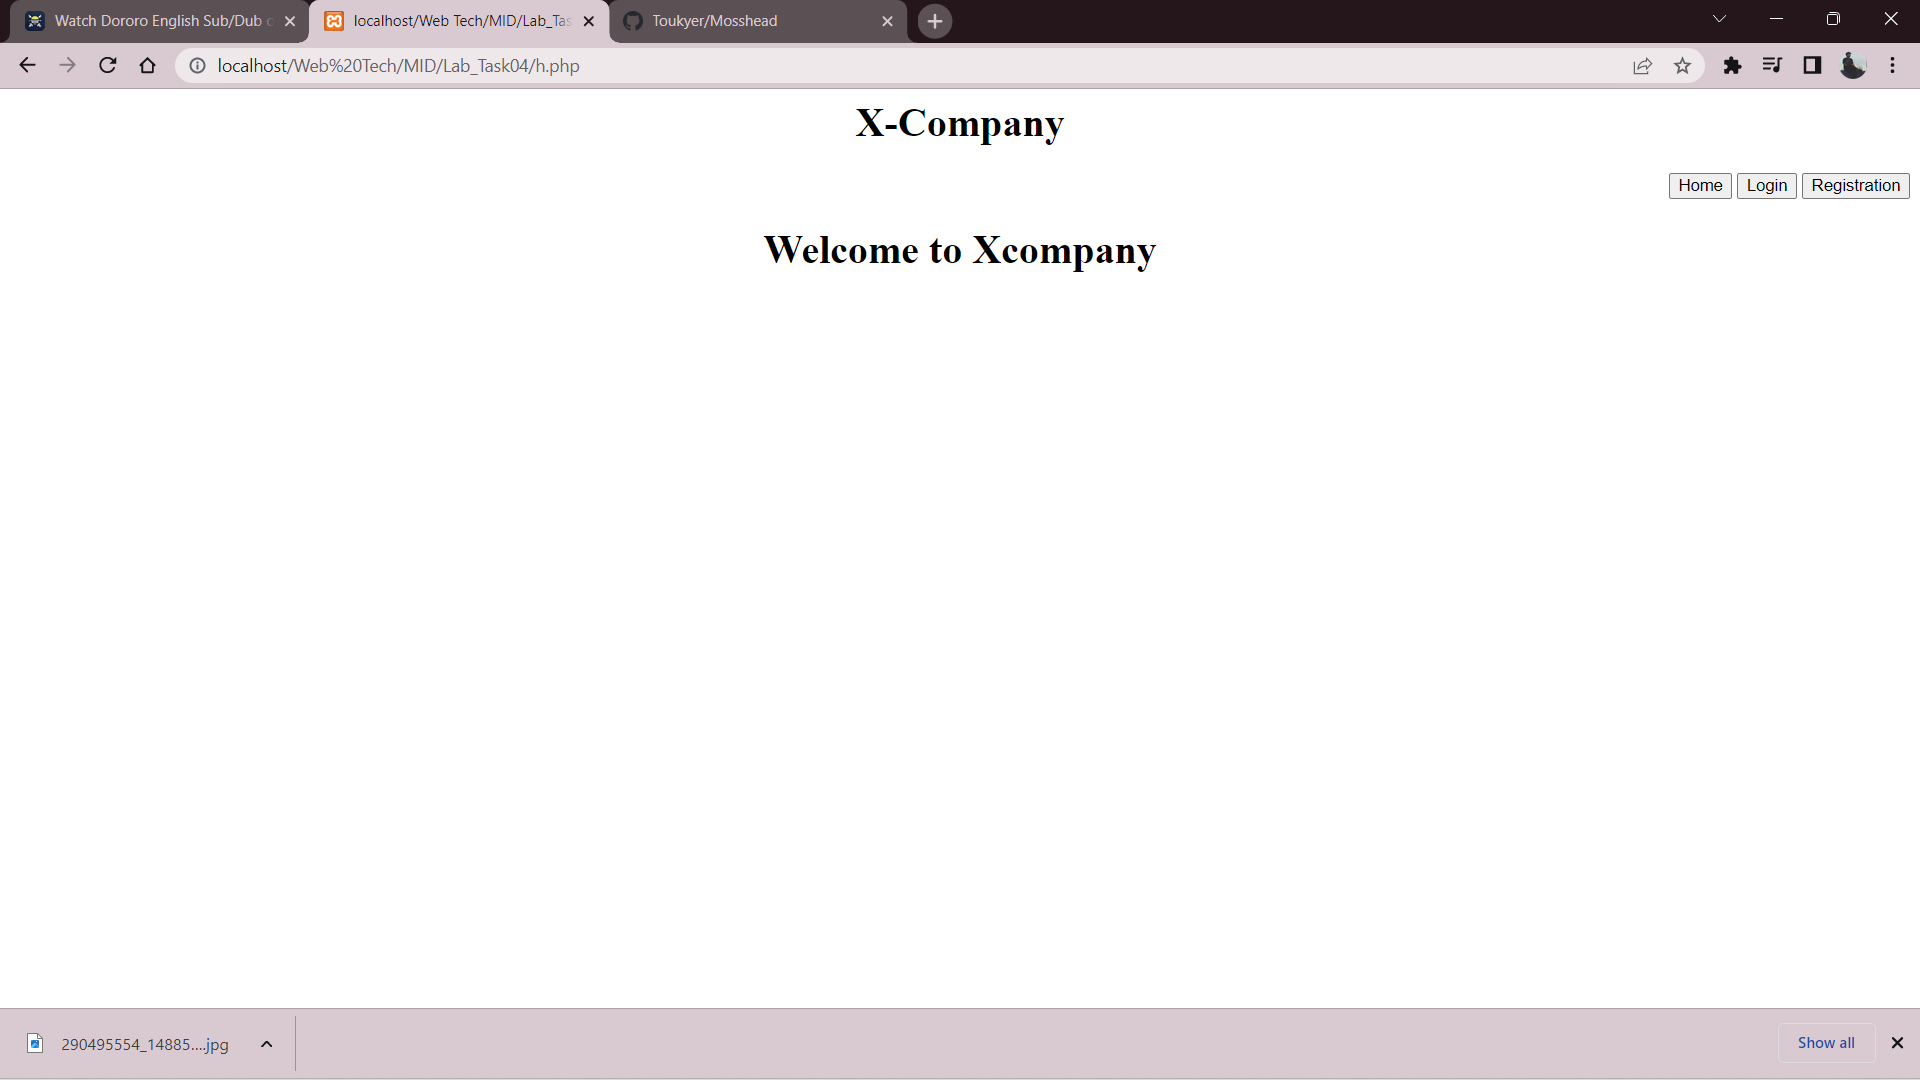 Watch Dororo English Sub/Dub
localhost/Web Tech/MID/Lab_Tas
Toukyer/Mosshead
localhost/Web%20Tech/MID/Lab_Task04/h.php
X-Company
Home Login Registration
Welcome to Xcompany
290495554_14885....jpg
Show all